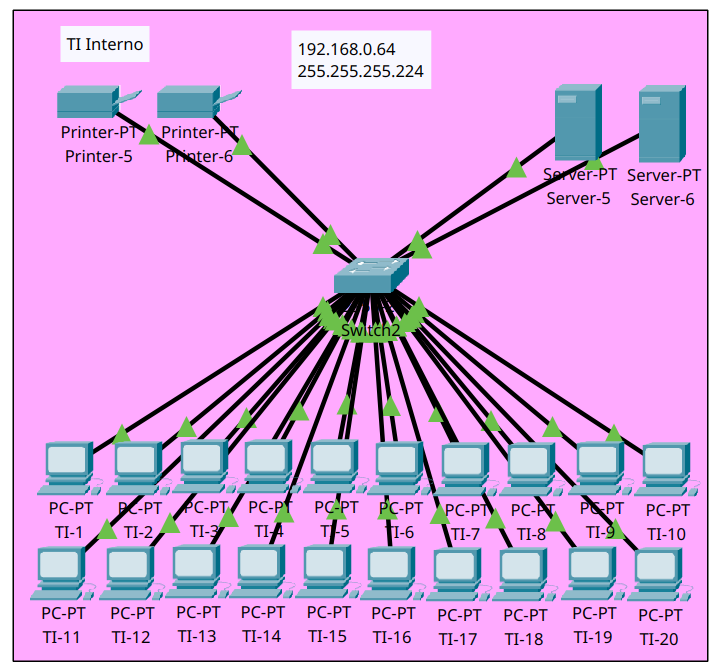 TI Interno
192.168.0.64
255.255.255.224
Printer-PT
Printer-5
Printer-PT
Printer-6
Server-PT
Server-5
Server-PT
Server-6
Switch2
PC-PT
TI-1
PC-PT
TI-2
PC-PT
TI-3
PC-PT
TI-4
PC-PT
TI-5
PC-PT
TI-6
PC-PT
TI-7
PC-PT
TI-8
PC-PT
TI-9
PC-PT
TI-10
PC-PT
TI-11
PC-PT
TI-12
PC-PT
TI-13
PC-PT
TI-14
PC-PT
TI-15
PC-PT
TI-16
PC-PT
TI-17
PC-PT
TI-18
PC-PT
TI-19
PC-PT
TI-20